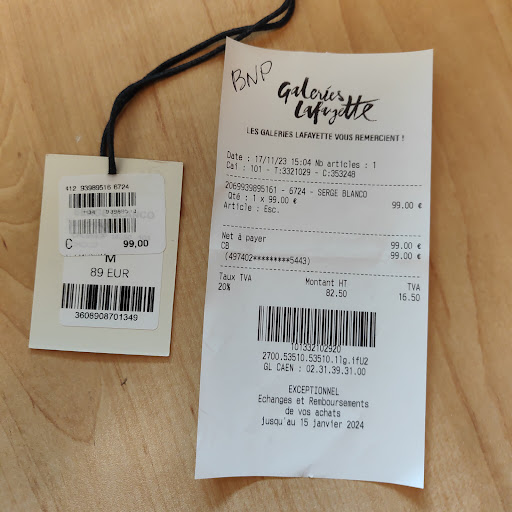 412 93989516 6724
C 99,00
M
89 EUR
3608908701349
BNP
Galeries
Lafayette
LES GALERIES LAFAYETTE VOUS REMERCIENT !
Date : 17/11/23 15:04 Nb articles : 1
Cai : 101 - T:3321029 - C:353248
2069939895161 - 6724 - SERGE BLANCO
Qté : 1 x 99.00 € 99.00 €
Article : Esc.
Net à payer 99.00 €
CB 99.00 €
(497402*********5443)
Taux TVA Montant HT TVA
20% 82.50 16.50
101332102920
2700.53510.53510.11g.ifU2
GL CAEN : 02.31.39.31.00
EXCEPTIONNEL
Echanges et Remboursements
de vos achats
jusqu'au 15 janvier 2024